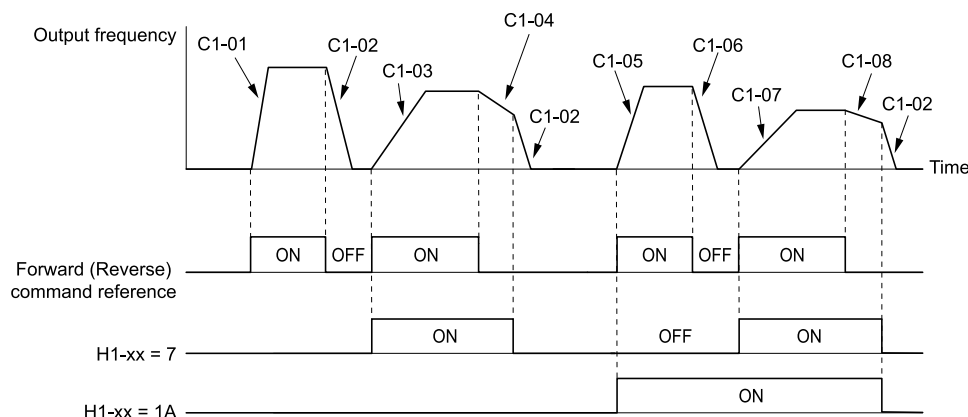 Output frequency
C1-01
C1-02
C1-03
C1-04
C1-02
C1-05
C1-06
C1-07
C1-08
C1-02
Time
Forward (Reverse)
command reference
ON
OFF
ON
ON
OFF
ON
H1-xx = 7
ON
OFF
ON
H1-xx = 1A
ON